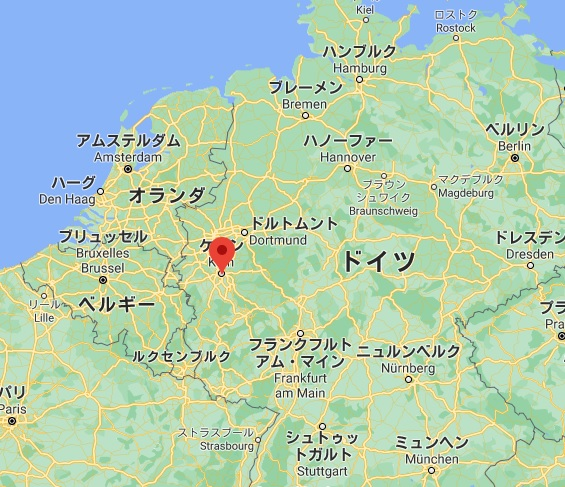 Kiel
ロストク
Rostock
ハンブルク
Hamburg
ブレーメン
Bremen
アムステルダム
Amsterdam
ハノーファー
Hannover
ベルリン
Berlin
ハーグ
Den Haag
オランダ
ブラウン
シュワイク
Braunschweig
マクデブルク
Magdeburg
ドルトムント
Dortmund
ブリュッセル
Bruxelles
Brussel
ドイツ
ドレスデン
Dresden
リール
Lille
ベルギー
ルクセンブルク
フランクフルト
アム・マイン
Frankfurt
am Main
ニュルンベルク
Nürnberg
パリ
Paris
ストラスブール
Strasbourg
シュトゥッ
トガルト
Stuttgart
ミュンヘン
München